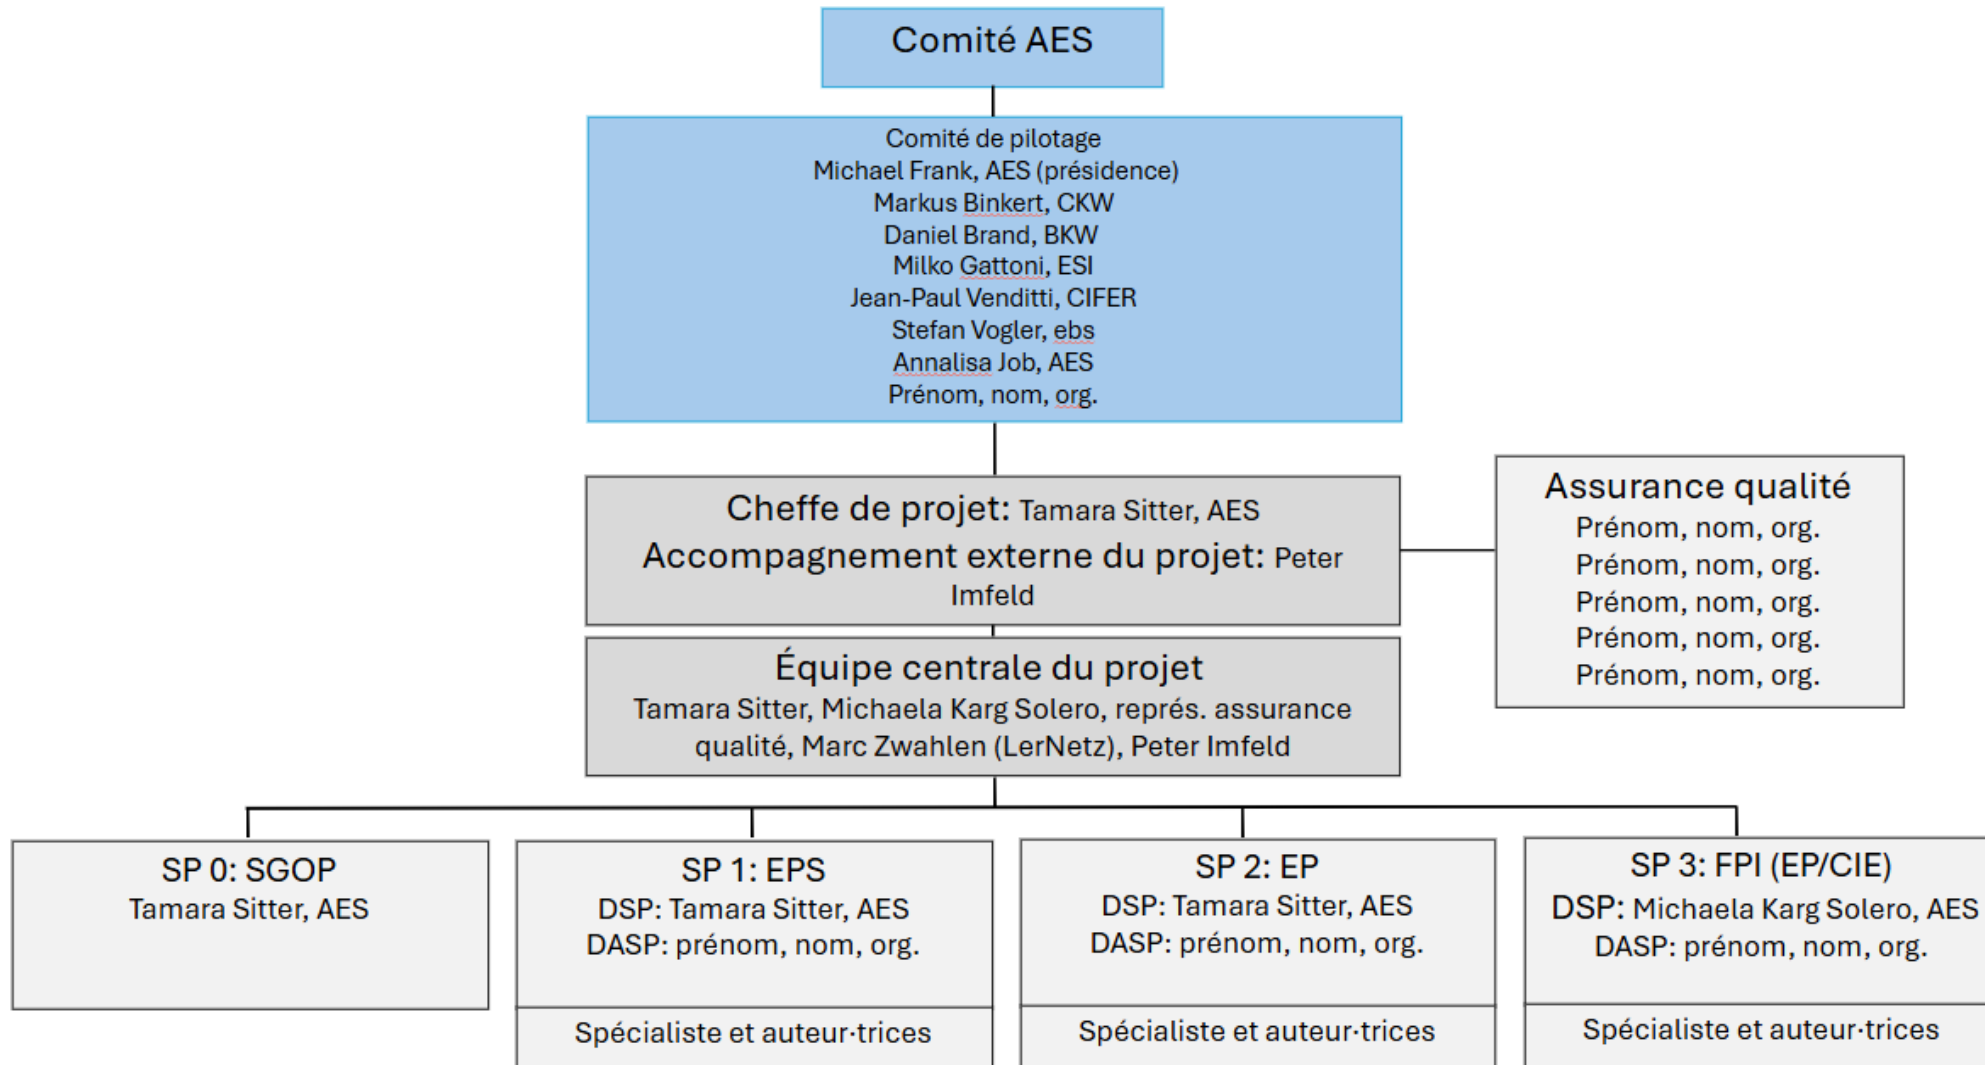 Comité AES
Comité de pilotage
Michael Frank, AES (présidence)
Markus Binkert, CKW
Daniel Brand, BKW
Milko Gattoni, ESI
Jean-Paul Venditti, CIFER
Stefan Vogler, ebs
Annalisa Job, AES
Prénom, nom, org.
Cheffe de projet: Tamara Sitter, AES
Accompagnement externe du projet: Peter
Imfeld
Assurance qualité
Prénom, nom, org.
Prénom, nom, org.
Prénom, nom, org.
Prénom, nom, org.
Prénom, nom, org.
Équipe centrale du projet
Tamara Sitter, Michaela Karg Solero, représ. assurance
qualité, Marc Zwahlen (LerNetz), Peter Imfeld
SP 0: SGOP
Tamara Sitter, AES
SP 1: EPS
DSP: Tamara Sitter, AES
DASP: prénom, nom, org.
Spécialiste et auteur·trices
SP 2: EP
DSP: Tamara Sitter, AES
DASP: prénom, nom, org.
Spécialiste et auteur·trices
SP 3: FPI (EP/CIE)
DSP: Michaela Karg Solero, AES
DASP: prénom, nom, org.
Spécialiste et auteur·trices